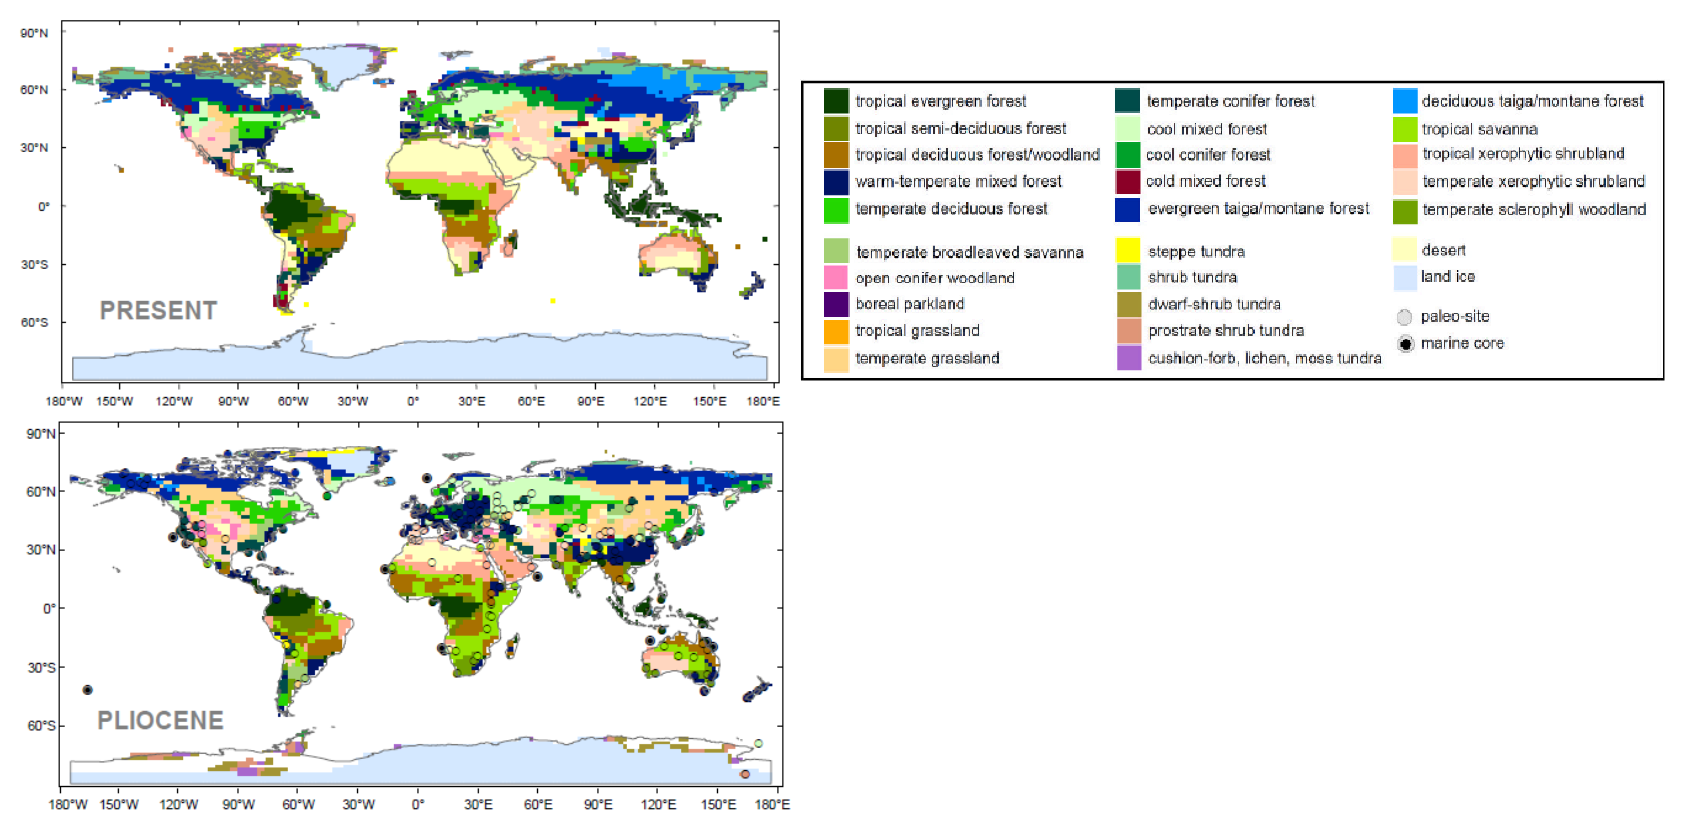 90°N
60°N
30°N
0°
30°S
60°S
PRESENT
180°W 150°W 120°W 90°W 60°W 30°W 0° 30°E 60°E 90°E 120°E 150°E 180°E
tropical evergreen forest
tropical semi-deciduous forest
tropical deciduous forest/woodland
warm-temperate mixed forest
temperate deciduous forest
temperate broadleaved savanna
open conifer woodland
boreal parkland
tropical grassland
temperate grassland
temperate conifer forest
cool mixed forest
cool conifer forest
cold mixed forest
evergreen taiga/montane forest
steppe tundra
shrub tundra
dwarf-shrub tundra
prostrate shrub tundra
cushion-forb, lichen, moss tundra
deciduous taiga/montane forest
tropical savanna
tropical xerophytic shrubland
temperate xerophytic shrubland
temperate sclerophyll woodland
desert
land ice
paleo-site
marine core
90°N
60°N
30°N
0°
30°S
60°S
PLIOCENE
180°W 150°W 120°W 90°W 60°W 30°W 0° 30°E 60°E 90°E 120°E 150°E 180°E